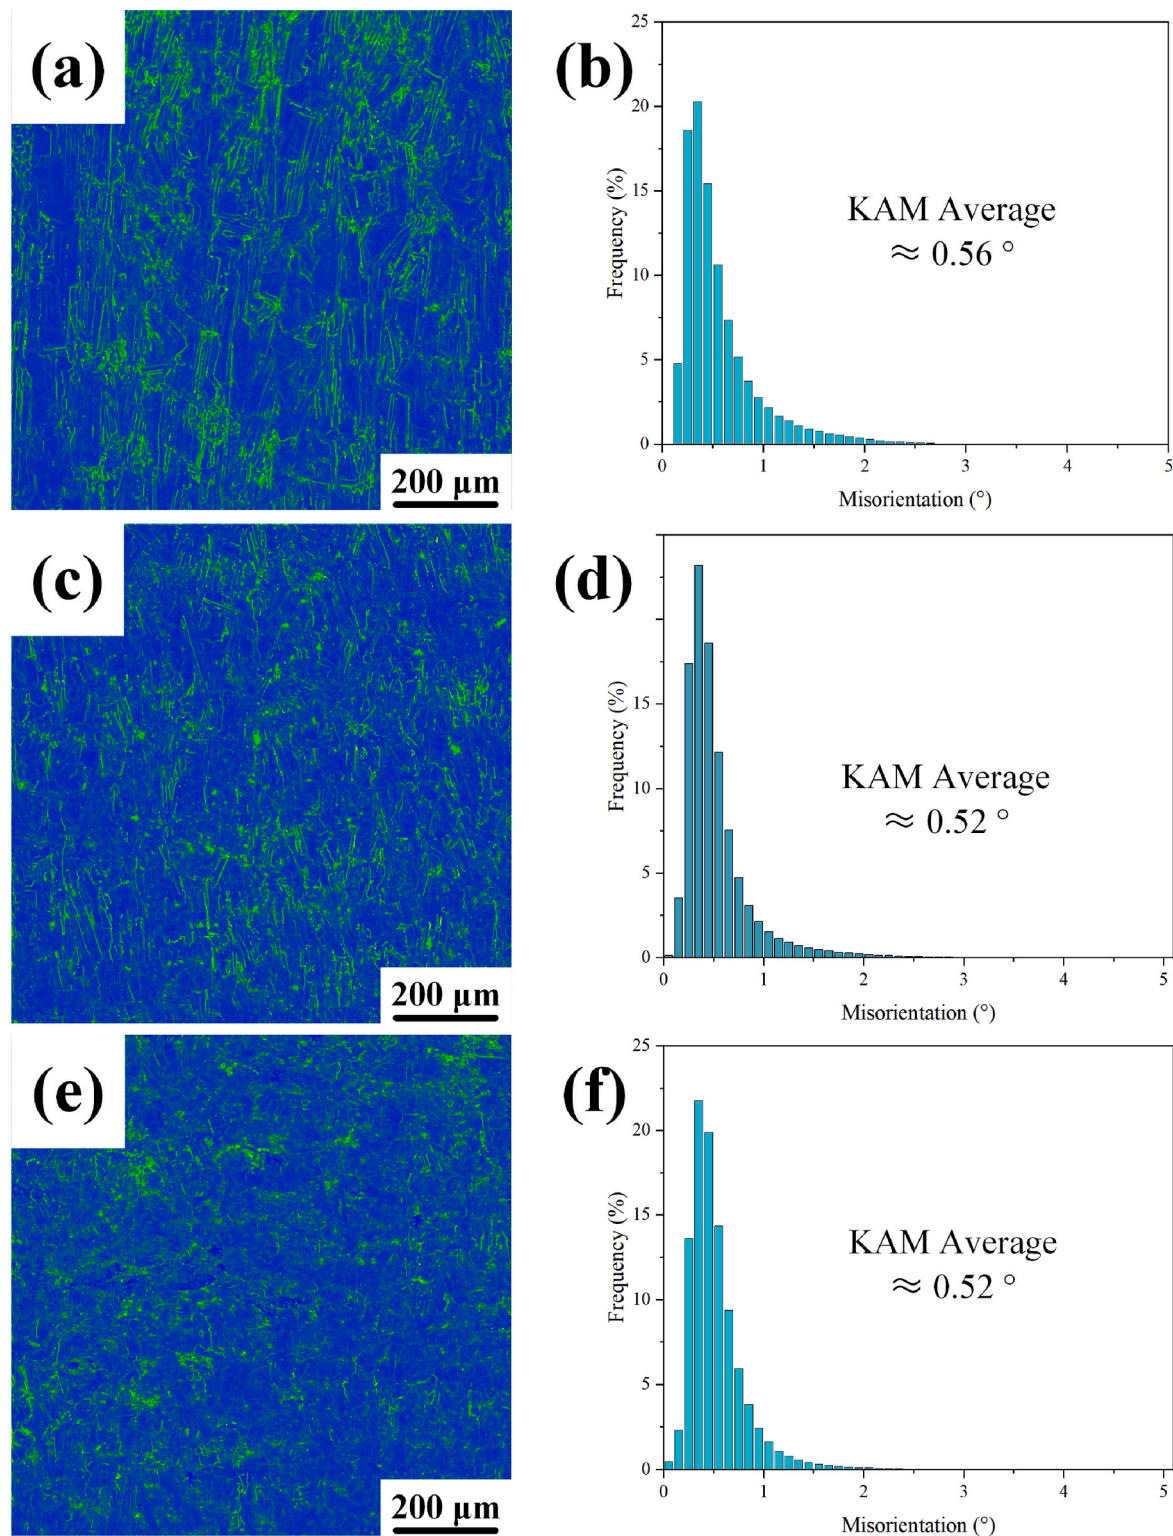 (a)
200 μm
(b)
25
20
15
10
5
0
Frequency (%)
KAM Average
≈ 0.56 °
0 1 2 3 4 5
Misorientation (°)
(c)
200 μm
(d)
15
10
5
0
Frequency (%)
KAM Average
≈ 0.52 °
0 1 2 3 4 5
Misorientation (°)
(e)
200 μm
(f)
25
20
15
10
5
0
Frequency (%)
KAM Average
≈ 0.52 °
0 1 2 3 4 5
Misorientation (°)